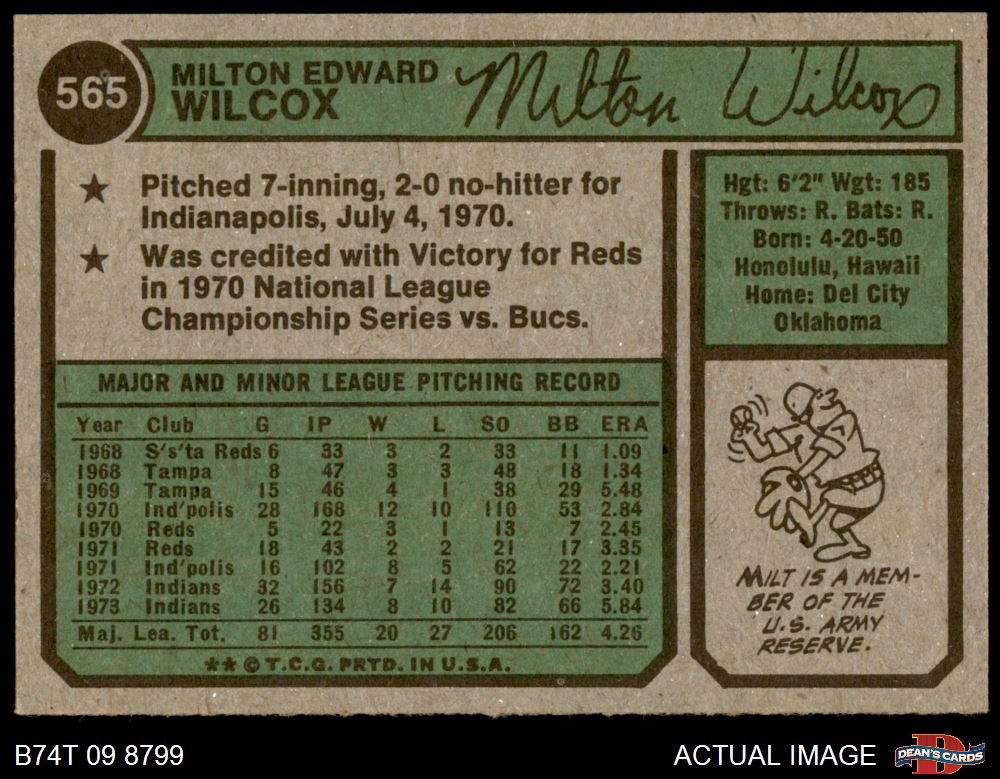 565
MILTON EDWARD
WILCOX
Milton Wilcox
★ Pitched 7-inning, 2-0 no-hitter for
Indianapolis, July 4, 1970.
★ Was credited with Victory for Reds
in 1970 National League
Championship Series vs. Bucs.
Hgt: 6'2" Wgt: 185
Throws: R. Bats: R.
Born: 4-20-50
Honolulu, Hawaii
Home: Del City
Oklahoma
MAJOR AND MINOR LEAGUE PITCHING RECORD
Year Club G IP W L SO BB ERA
1968 S's'ta Reds 6 33 3 2 33 11 1.09
1968 Tampa 8 47 3 3 48 18 1.34
1969 Tampa 15 46 4 1 38 29 5.48
1970 Ind'polis 28 168 12 10 110 53 2.84
1970 Reds 5 22 3 1 13 7 2.45
1971 Reds 18 43 2 2 21 17 3.35
1971 Ind'polis 16 102 8 5 62 22 2.21
1972 Indians 32 156 7 14 90 72 3.40
1973 Indians 26 134 8 10 82 66 5.84
Maj. Lea. Tot. 81 355 20 27 206 162 4.26
** © T.C.G. PRTD. IN U.S.A.
MILT IS A MEM-
BER OF THE
U.S. ARMY
RESERVE.
B74T 09 8799
ACTUAL IMAGE
D
DEAN'S CARDS